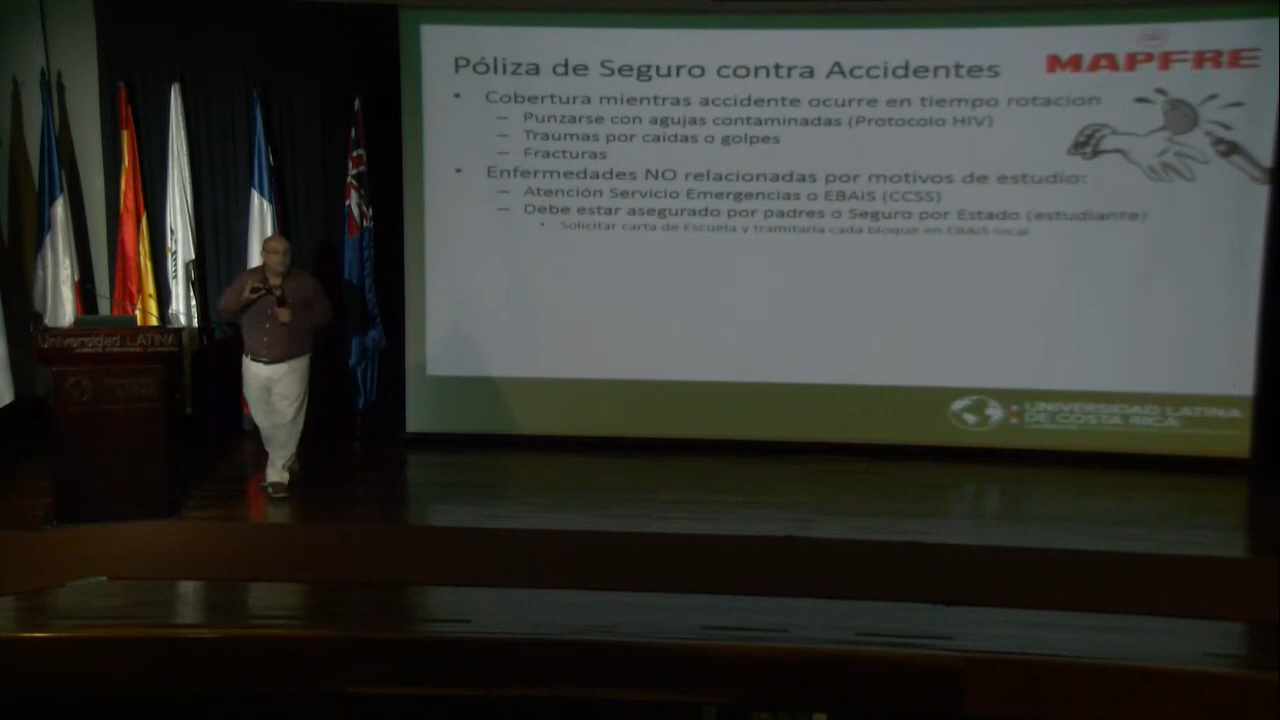 Póliza de Seguro contra Accidentes
MAPFRE
• Cobertura mientras accidente ocurre en tiempo rotacion
– Punzarse con agujas contaminadas (Protocolo HIV)
– Traumas por caídas o golpes
– Fracturas
• Enfermedades NO relacionadas por motivos de estudio:
– Atención Servicio Emergencias o EBAIS (CCSS)
– Debe estar asegurado por padres o Seguro por Estado (estudiante)
• Solicitar carta de Escuela y tramitarla cada bloque en EBAIS local
Universidad LATINA
UNIVERSIDAD LATINA
DE COSTA RICA